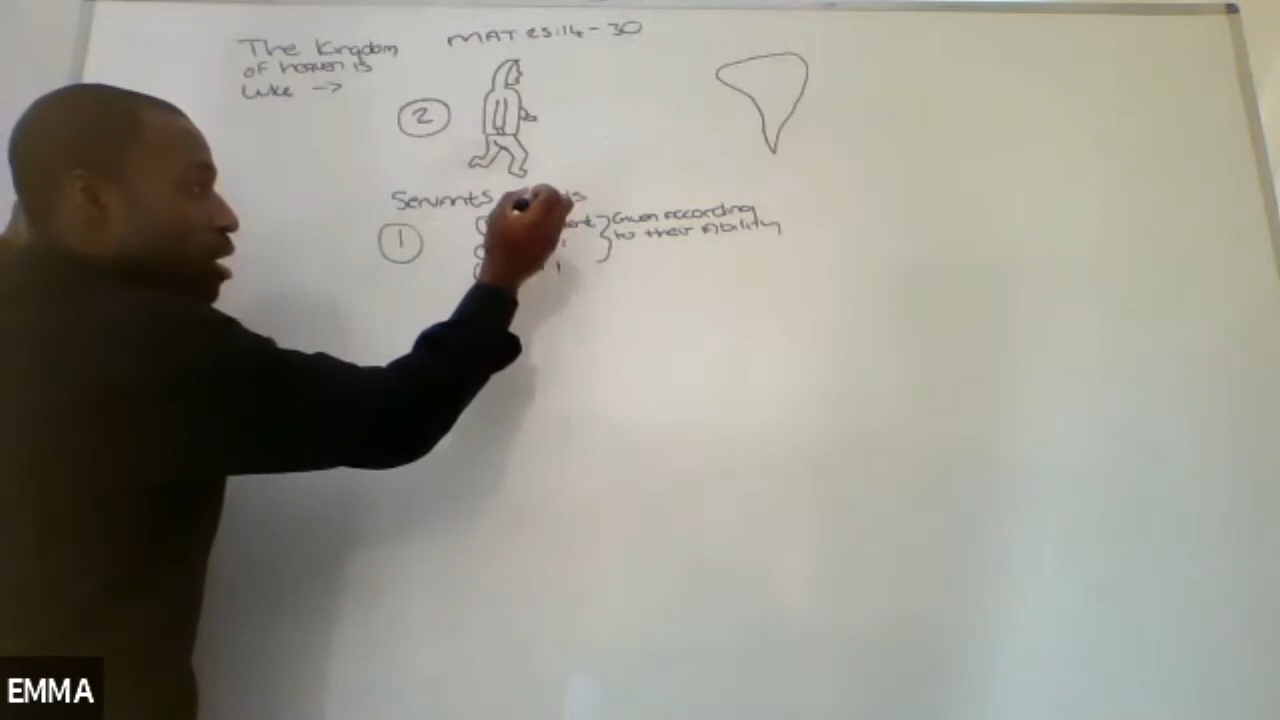 The Kingdom
of heaven is
Like →
MAT 25:14-30
2
Servants
1
Given According
to their Ability
EMMA